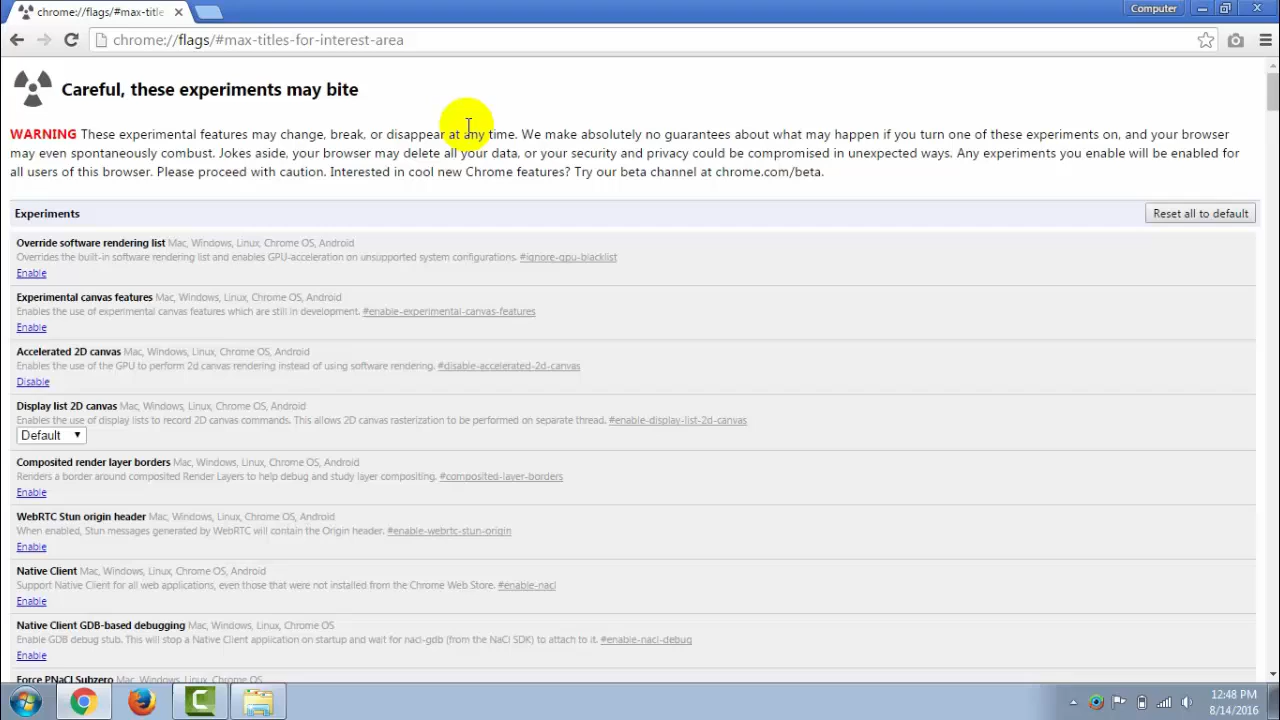 chrome://flags/#max-title
Computer
chrome://flags/#max-titles-for-interest-area
Careful, these experiments may bite
WARNING These experimental features may change, break, or disappear at any time. We make absolutely no guarantees about what may happen if you turn one of these experiments on, and your browser
may even spontaneously combust. Jokes aside, your browser may delete all your data, or your security and privacy could be compromised in unexpected ways. Any experiments you enable will be enabled for
all users of this browser. Please proceed with caution. Interested in cool new Chrome features? Try our beta channel at chrome.com/beta.
Experiments
Reset all to default
Override software rendering list Mac, Windows, Linux, Chrome OS, Android
Overrides the built-in software rendering list and enables GPU-acceleration on unsupported system configurations. #ignore-gpu-blacklist
Enable
Experimental canvas features Mac, Windows, Linux, Chrome OS, Android
Enables the use of experimental canvas features which are still in development. #enable-experimental-canvas-features
Enable
Accelerated 2D canvas Mac, Windows, Linux, Chrome OS, Android
Enables the use of the GPU to perform 2d canvas rendering instead of using software rendering. #disable-accelerated-2d-canvas
Disable
Display list 2D canvas Mac, Windows, Linux, Chrome OS, Android
Enables the use of display lists to record 2D canvas commands. This allows 2D canvas rasterization to be performed on separate thread. #enable-display-list-2d-canvas
Default
Composited render layer borders Mac, Windows, Linux, Chrome OS, Android
Renders a border around composited Render Layers to help debug and study layer compositing. #composited-layer-borders
Enable
WebRTC Stun origin header Mac, Windows, Linux, Chrome OS, Android
When enabled, Stun messages generated by WebRTC will contain the Origin header. #enable-webrtc-stun-origin
Enable
Native Client Mac, Windows, Linux, Chrome OS, Android
Support Native Client for all web applications, even those that were not installed from the Chrome Web Store. #enable-nacl
Enable
Native Client GDB-based debugging Mac, Windows, Linux, Chrome OS
Enable GDB debug stub. This will stop a Native Client application on startup and wait for nacl-gdb (from the NaCl SDK) to attach to it. #enable-nacl-debug
Enable
Force PNaCl Subzero Mac, Windows, Linux, Chrome OS
12:48 PM
8/14/2016